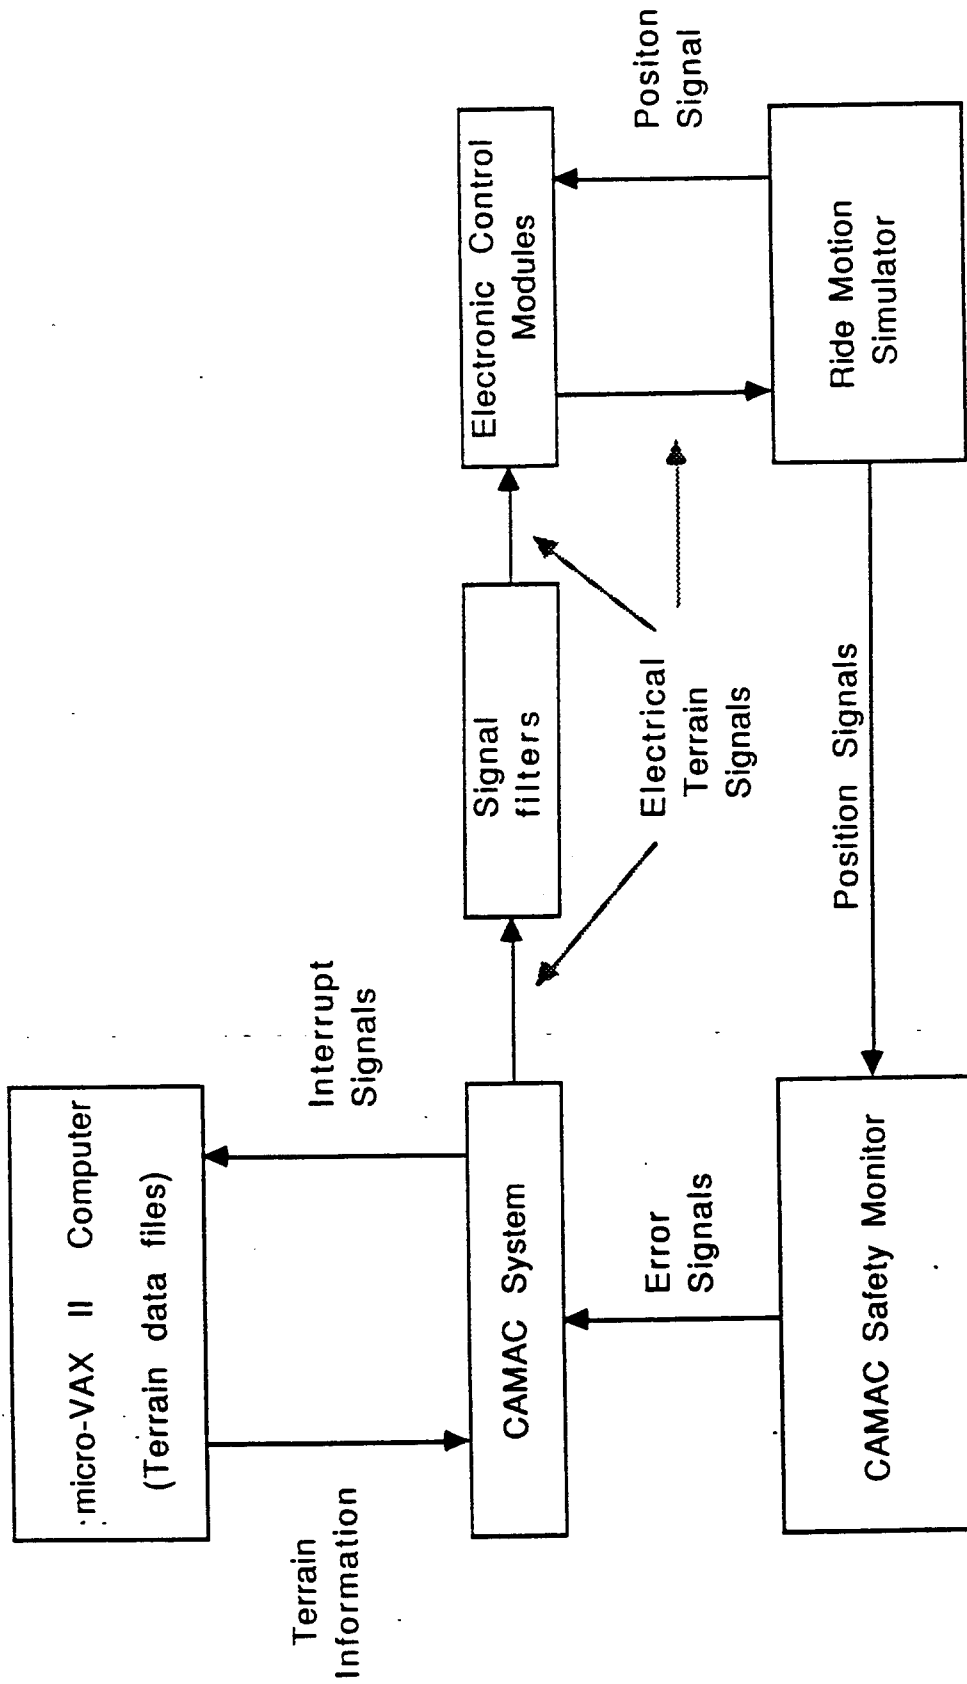 micro-VAX II Computer
(Terrain data files)
Terrain
Information
Interrupt
Signals
CAMAC System
Signal
filters
Electronic Control
Modules
Error
Signals
Electrical
Terrain
Signals
Positon
Signal
CAMAC Safety Monitor
Position Signals
Ride Motion
Simulator